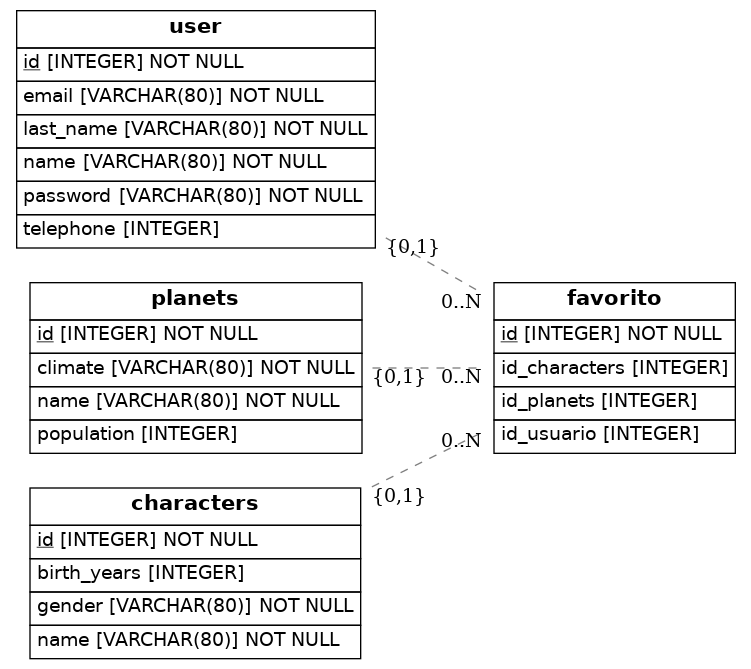 user
id [INTEGER] NOT NULL
email [VARCHAR(80)] NOT NULL
last_name [VARCHAR(80)] NOT NULL
name [VARCHAR(80)] NOT NULL
password [VARCHAR(80)] NOT NULL
telephone [INTEGER]
{0,1}
0..N
planets
id [INTEGER] NOT NULL
climate [VARCHAR(80)] NOT NULL
name [VARCHAR(80)] NOT NULL
population [INTEGER]
{0,1}
0..N
favorito
id [INTEGER] NOT NULL
id_characters [INTEGER]
id_planets [INTEGER]
id_usuario [INTEGER]
0..N
{0,1}
characters
id [INTEGER] NOT NULL
birth_years [INTEGER]
gender [VARCHAR(80)] NOT NULL
name [VARCHAR(80)] NOT NULL